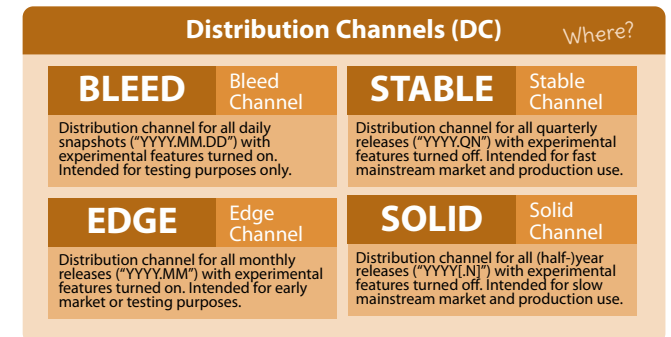 Distribution Channels (DC)
Where?
BLEED
Bleed
Channel
Distribution channel for all daily
snapshots (“YYYY.MM.DD”) with
experimental features turned on.
Intended for testing purposes only.
STABLE
Stable
Channel
Distribution channel for all quarterly
releases (“YYYY.QN”) with experimental
features turned off. Intended for fast
mainstream market and production use.
EDGE
Edge
Channel
Distribution channel for all monthly
releases (“YYYY.MM”) with experimental
features turned on. Intended for early
market or testing purposes.
SOLID
Solid
Channel
Distribution channel for all (half-)year
releases (“YYYY[.N]”) with experimental
features turned off. Intended for slow
mainstream market and production use.